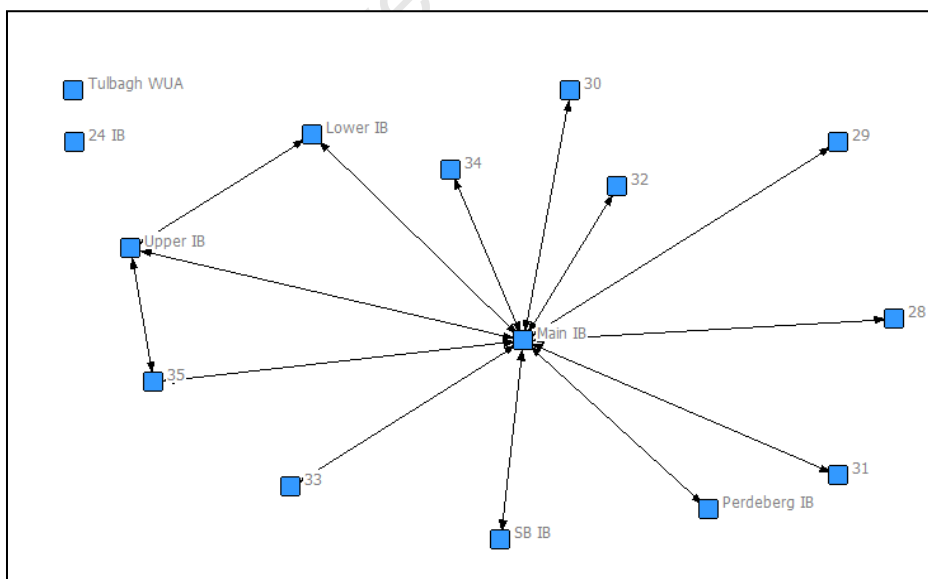 Tulbagh WUA
30
24 IB
Lower IB
29
34
32
Upper IB
28
Main IB
35
33
31
Perdeberg IB
SB IB